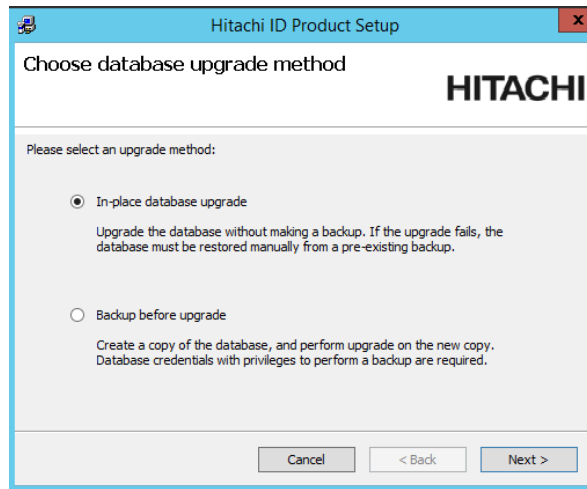 Hitachi ID Product Setup
x
Choose database upgrade method
HITACHI
Please select an upgrade method:
In-place database upgrade
Upgrade the database without making a backup. If the upgrade fails, the
database must be restored manually from a pre-existing backup.
Backup before upgrade
Create a copy of the database, and perform upgrade on the new copy.
Database credentials with privileges to perform a backup are required.
Cancel
< Back
Next >